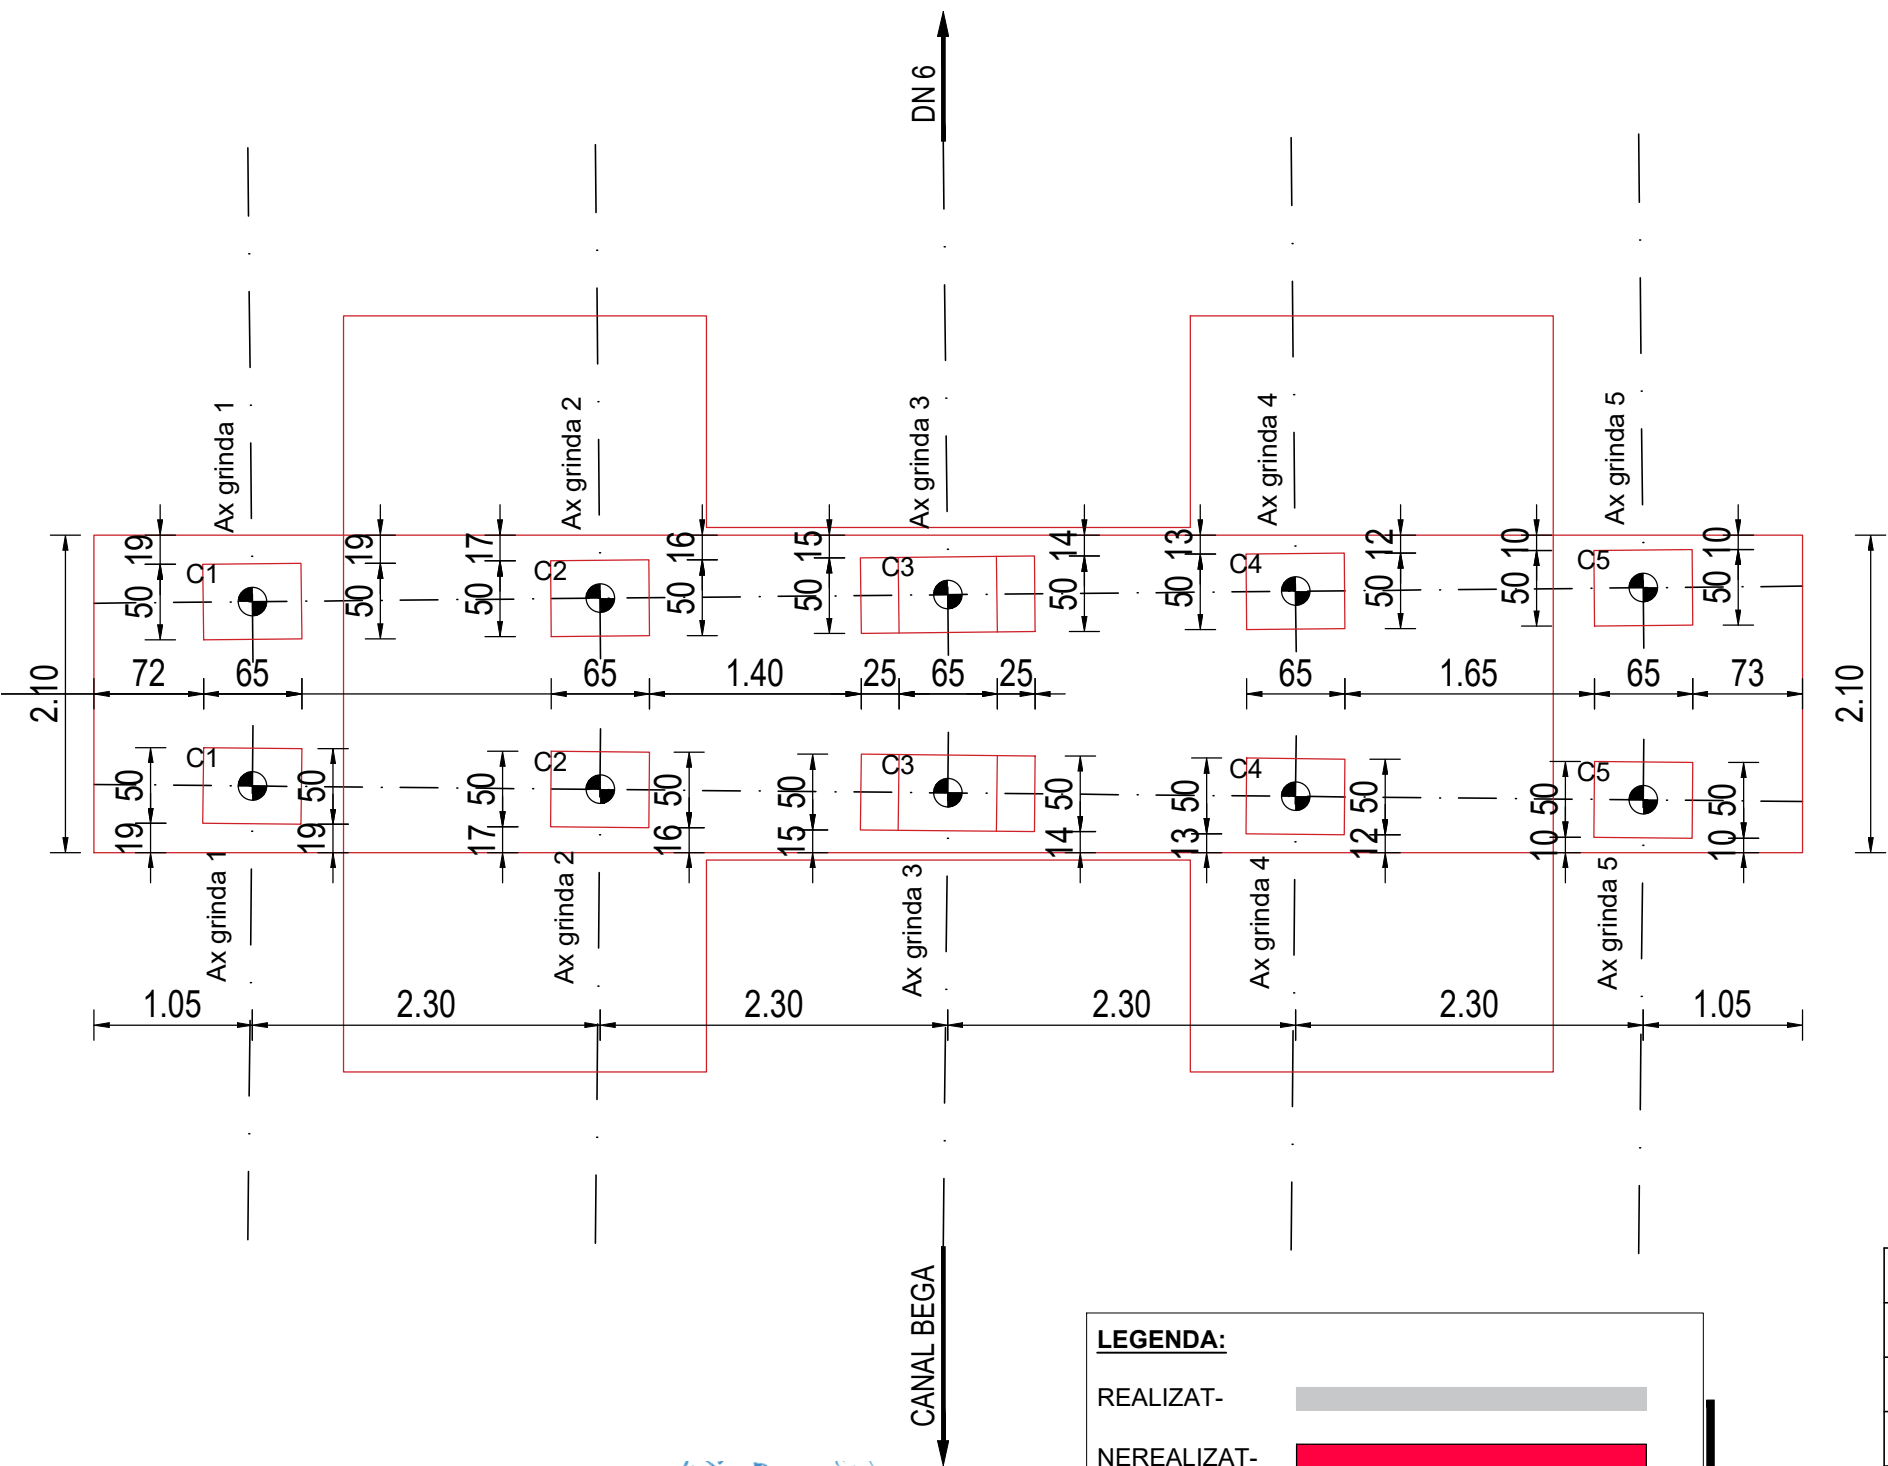 DN 6
Ax grinda 1
Ax grinda 2
Ax grinda 3
Ax grinda 4
Ax grinda 5
19 19 17 16 15 14 13 12 10 10
C1 C2 C3 C4 C5
50 50 50 50 50 50 50 50 50 50
2.10 72 65 65 1.40 25 65 25 65 1.65 65 73 2.10
C1 C2 C3 C4 C5
50 50 50 50 50 50 50 50 50 50
19 19 17 16 15 14 13 12 10 10
Ax grinda 1
Ax grinda 2
Ax grinda 3
Ax grinda 4
Ax grinda 5
1.05 2.30 2.30 2.30 2.30 1.05
CANAL BEGA
LEGENDA:
REALIZAT-
NEREALIZAT-